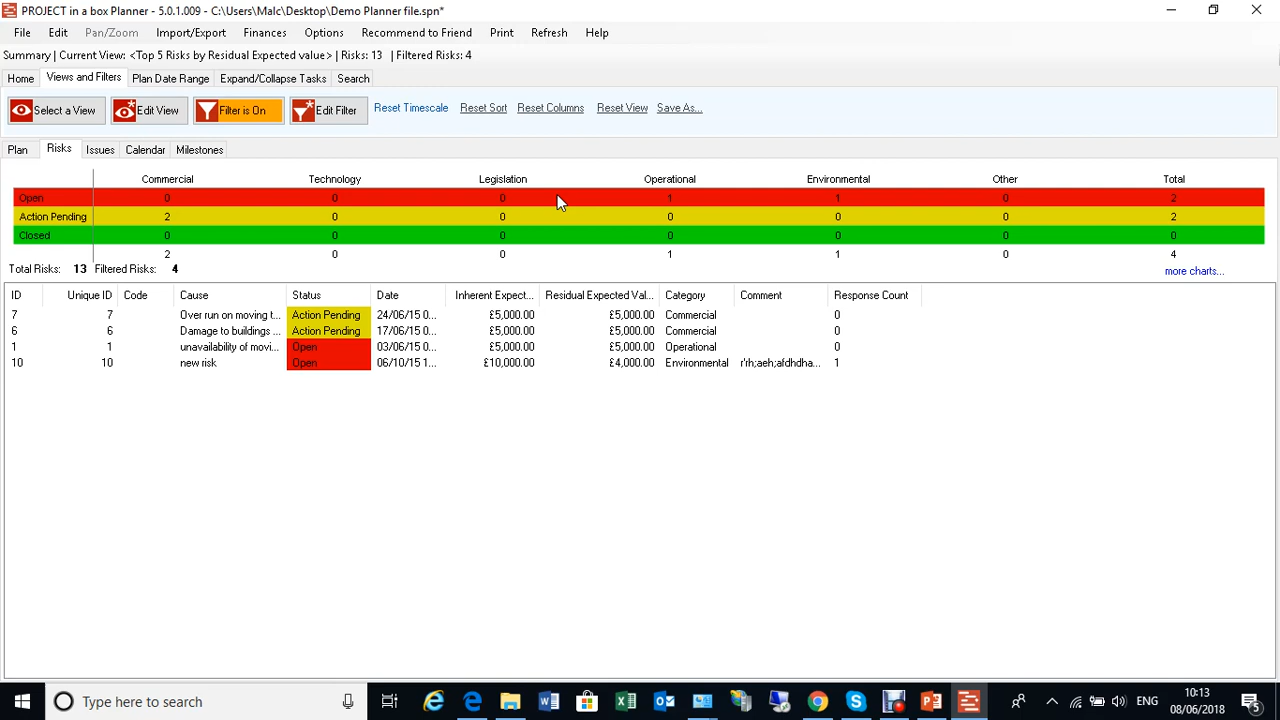 PROJECT in a box Planner - 5.0.1.009 - C:\Users\Malc\Desktop\Demo Planner file.spn*
File Edit Pan/Zoom Import/Export Finances Options Recommend to Friend Print Refresh Help
Summary | Current View: <Top 5 Risks by Residual Expected value> | Risks: 13 | Filtered Risks: 4
Home Views and Filters Plan Date Range Expand/Collapse Tasks Search
Select a View Edit View Filter is On Edit Filter Reset Timescale Reset Sort Reset Columns Reset View Save As...
Plan Risks Issues Calendar Milestones
Commercial Technology Legislation Operational Environmental Other Total
Open 0 0 0 1 1 0 2
Action Pending 2 0 0 0 0 0 2
Closed 0 0 0 0 0 0 0
2 0 0 1 1 0 4
Total Risks: 13 Filtered Risks: 4 more charts...
ID Unique ID Code Cause Status Date Inherent Expect... Residual Expected Val... Category Comment Response Count
7 7 Over run on moving t... Action Pending 24/06/15 0... £5,000.00 £5,000.00 Commercial 0
6 6 Damage to buildings ... Action Pending 17/06/15 0... £5,000.00 £5,000.00 Commercial 0
1 1 unavailability of movi... Open 03/06/15 0... £5,000.00 £5,000.00 Operational 0
10 10 new risk Open 06/10/15 1... £10,000.00 £4,000.00 Environmental r'rh;aeh;afdhdha... 1
Type here to search ENG 10:13
08/06/2018 5